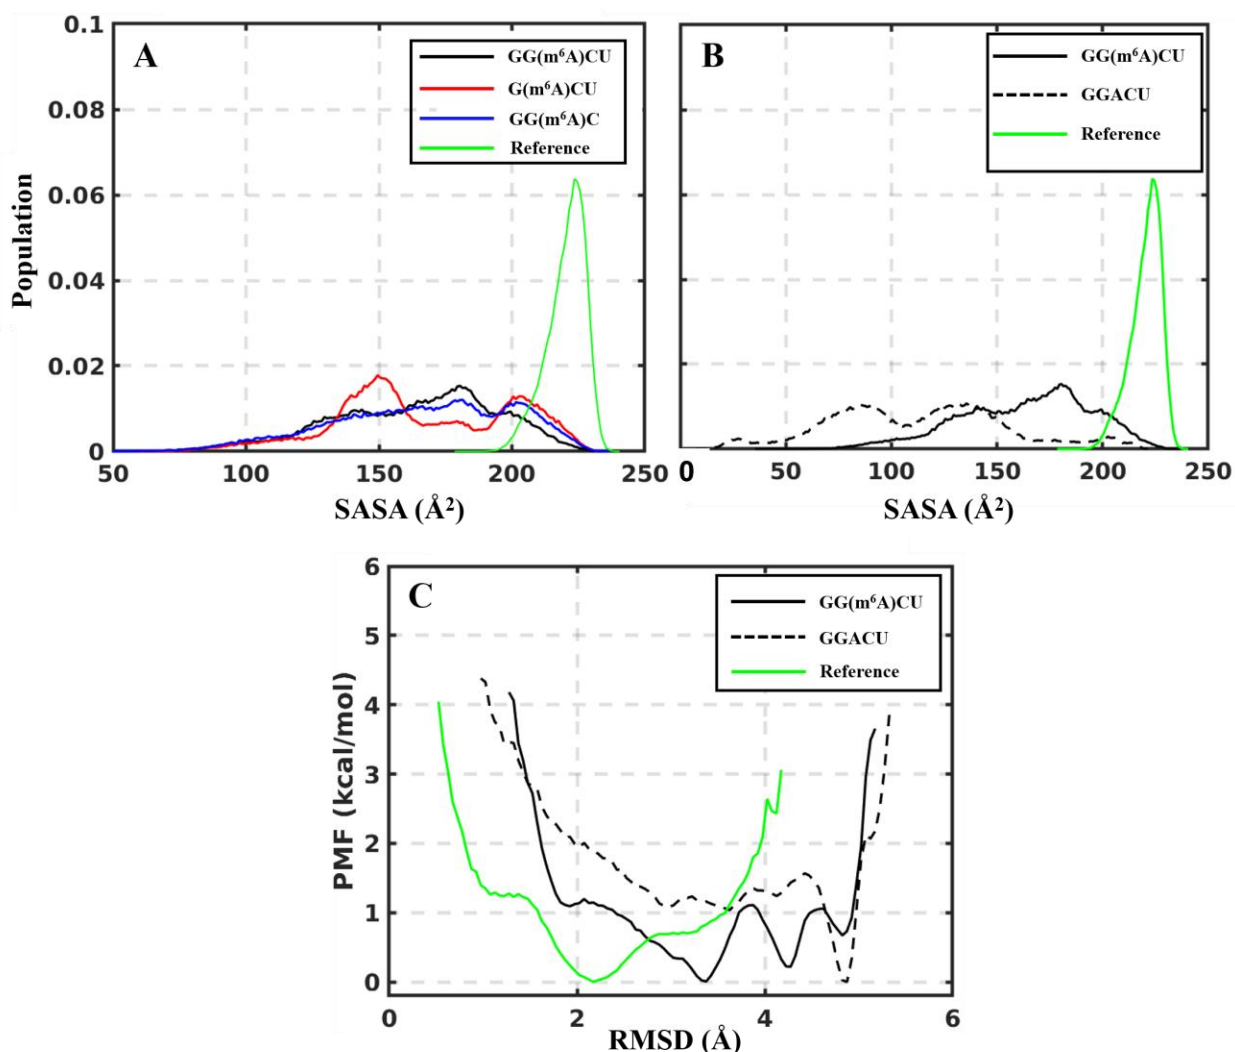 A
GG(m⁶A)CU
G(m⁶A)CU
GG(m⁶A)C
Reference
0.1
0.08
0.06
0.04
0.02
0
Population
50 100 150 200 250
SASA (Å²)
B
GG(m⁶A)CU
GGACU
Reference
0 50 100 150 200 250
SASA (Å²)
C
GG(m⁶A)CU
GGACU
Reference
6
5
4
3
2
1
0
PMF (kcal/mol)
0 2 4 6
RMSD (Å)